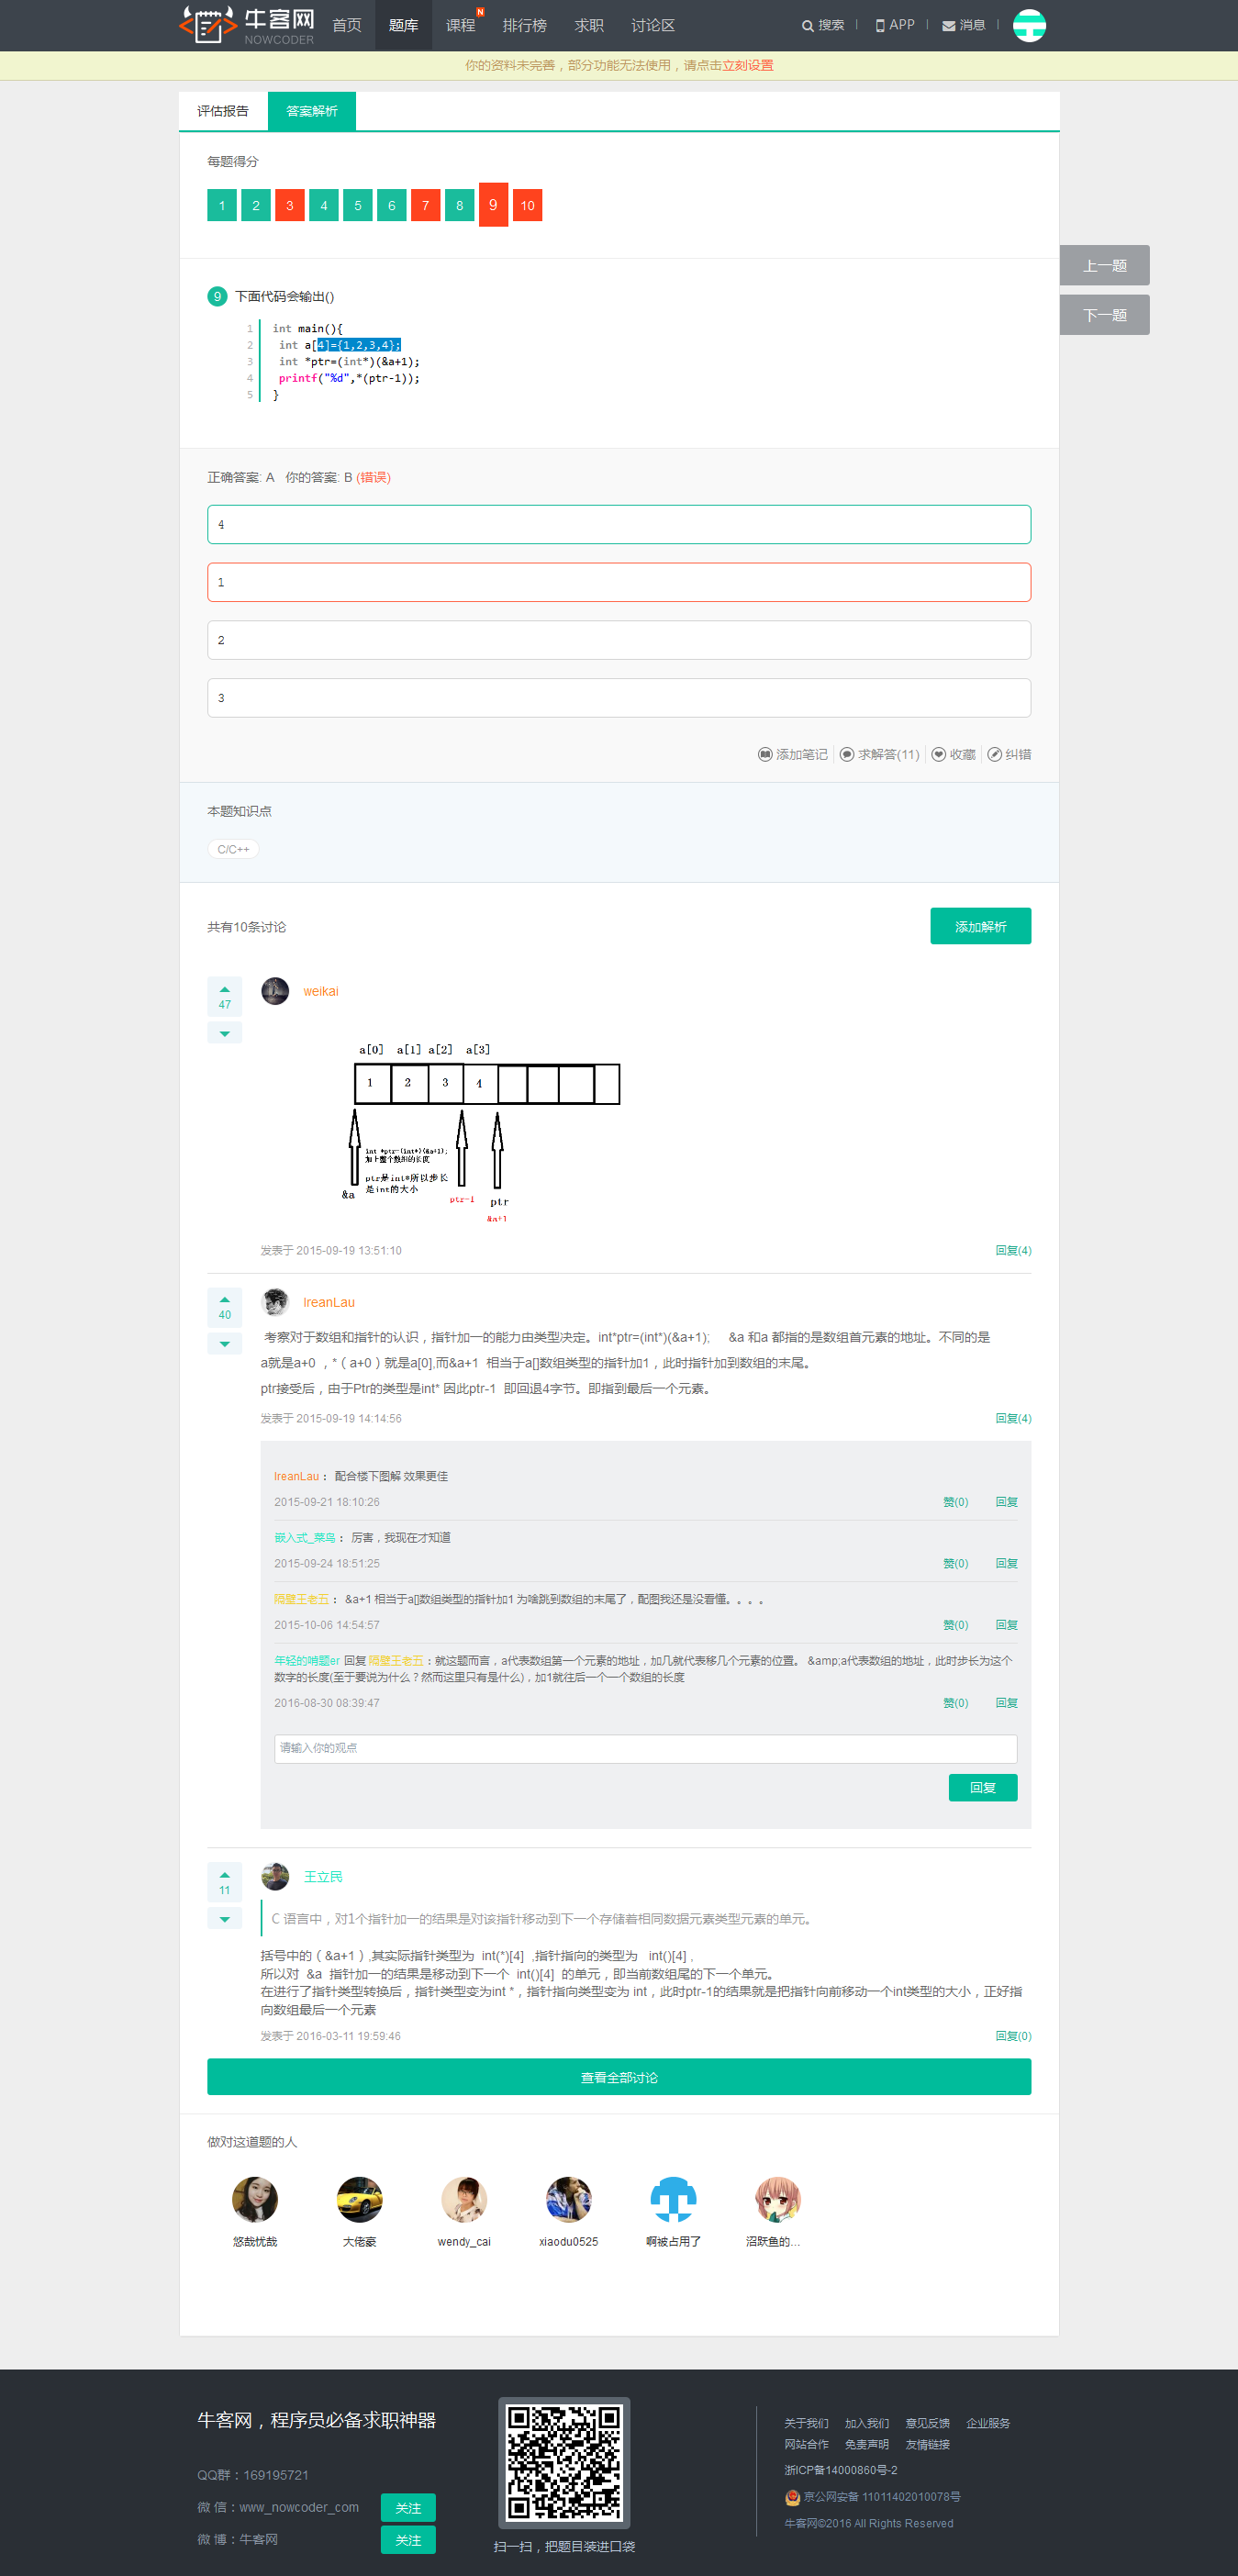 牛客网
NOWCODER
首页 题库 课程 N 排行榜 求职 讨论区 搜索 APP 消息
你的资料未完善，部分功能无法使用，请点击立刻设置
评估报告 答案解析
每题得分
1 2 3 4 5 6 7 8 9 10
上一题
下一题
9 下面代码会输出()
1 int main(){
2 int a[4]={1,2,3,4};
3 int *ptr=(int*)(&a+1);
4 printf("%d",*(ptr-1));
5 }
正确答案: A 你的答案: B (错误)
4
1
2
3
添加笔记 求解答(11) 收藏 纠错
本题知识点
C/C++
共有10条讨论 添加解析
47
weikai
a[0] a[1] a[2] a[3]
1 2 3 4
int *ptr=(int*)(&a+1);
加上整个数组的长度
ptr是int*所以步长
是int的大小
&a ptr-1 ptr
&a+1
发表于 2015-09-19 13:51:10 回复(4)
40
IreanLau
考察对于数组和指针的认识，指针加一的能力由类型决定。int*ptr=(int*)(&a+1); &a 和a 都指的是数组首元素的地址。不同的是
a就是a+0 ，*（a+0）就是a[0],而&a+1 相当于a[]数组类型的指针加1，此时指针加到数组的末尾。
ptr接受后，由于Ptr的类型是int* 因此ptr-1 即回退4字节。即指到最后一个元素。
发表于 2015-09-19 14:14:56 回复(4)
IreanLau： 配合楼下图解 效果更佳
2015-09-21 18:10:26 赞(0) 回复
嵌入式_菜鸟： 厉害，我现在才知道
2015-09-24 18:51:25 赞(0) 回复
隔壁王老五： &a+1 相当于a[]数组类型的指针加1 为啥跳到数组的末尾了，配图我还是没看懂。。。。
2015-10-06 14:54:57 赞(0) 回复
年轻的啃题er 回复 隔壁王老五：就这题而言，a代表数组第一个元素的地址，加几就代表移几个元素的位置。 &amp;a代表数组的地址，此时步长为这个
数字的长度(至于要说为什么？然而这里只有是什么)，加1就往后一个一个数组的长度
2016-08-30 08:39:47 赞(0) 回复
请输入你的观点
回复
11
王立民
C 语言中，对1个指针加一的结果是对该指针移动到下一个存储着相同数据元素类型元素的单元。
括号中的（&a+1）,其实际指针类型为 int(*)[4] ,指针指向的类型为 int()[4] ,
所以对 &a 指针加一的结果是移动到下一个 int()[4] 的单元，即当前数组尾的下一个单元。
在进行了指针类型转换后，指针类型变为int *，指针指向类型变为 int，此时ptr-1的结果就是把指针向前移动一个int类型的大小，正好指
向数组最后一个元素
发表于 2016-03-11 19:59:46 回复(0)
查看全部讨论
做对这道题的人
悠哉忧哉 大佬豪 wendy_cai xiaodu0525 啊被占用了 沼跃鱼的...
牛客网，程序员必备求职神器
QQ群：169195721
微 信：www_nowcoder_com 关注
微 博：牛客网 关注
扫一扫，把题目装进口袋
关于我们 加入我们 意见反馈 企业服务
网站合作 免责声明 友情链接
浙ICP备14000860号-2
京公网安备 11011402010078号
牛客网©2016 All Rights Reserved